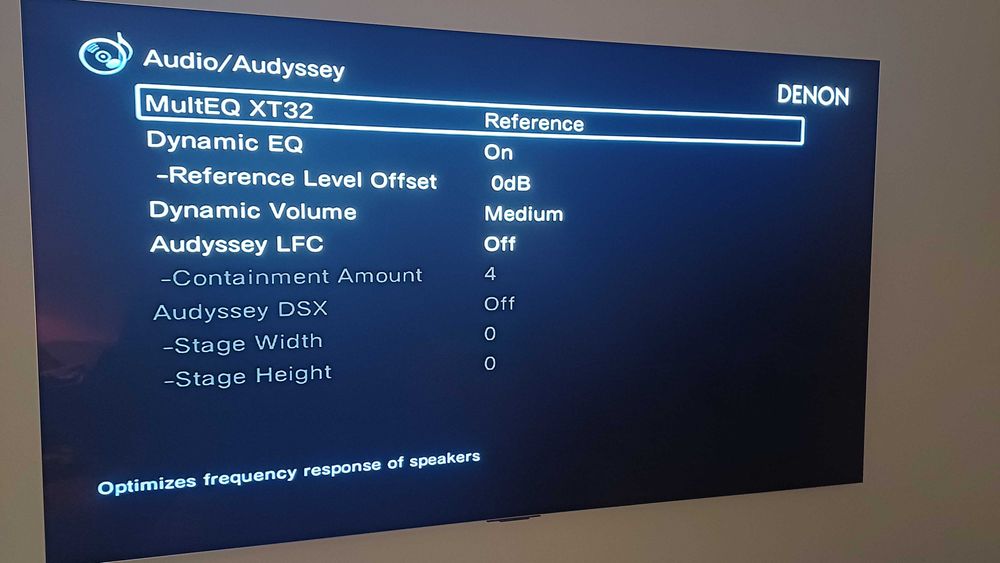 Audio/Audyssey
DENON
MultEQ XT32 Reference
Dynamic EQ On
-Reference Level Offset 0dB
Dynamic Volume Medium
Audyssey LFC Off
-Containment Amount 4
Audyssey DSX Off
-Stage Width 0
-Stage Height 0
Optimizes frequency response of speakers